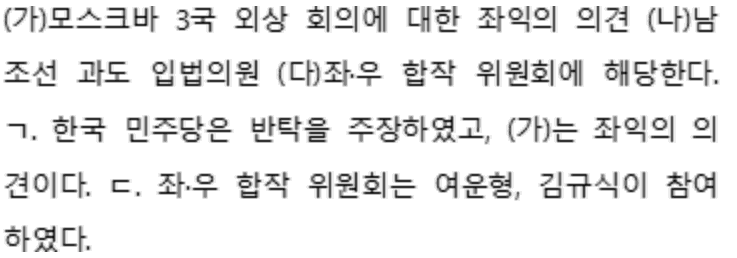 (가)모스크바 3국 외상 회의에 대한 좌익의 의견 (나)남
조선 과도 입법의원 (다)좌·우 합작 위원회에 해당한다.
ㄱ. 한국 민주당은 반탁을 주장하였고, (가)는 좌익의 의
견이다. ㄷ. 좌·우 합작 위원회는 여운형, 김규식이 참여
하였다.